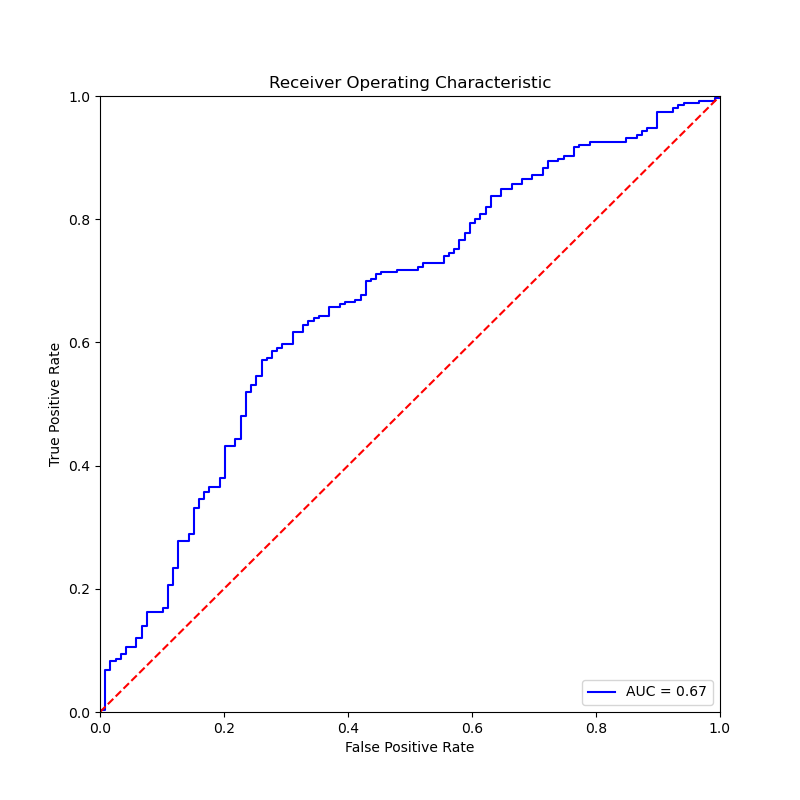 Receiver Operating Characteristic
1.0
0.8
0.6
0.4
0.2
0.0
True Positive Rate
AUC = 0.67
0.0 0.2 0.4 0.6 0.8 1.0
False Positive Rate